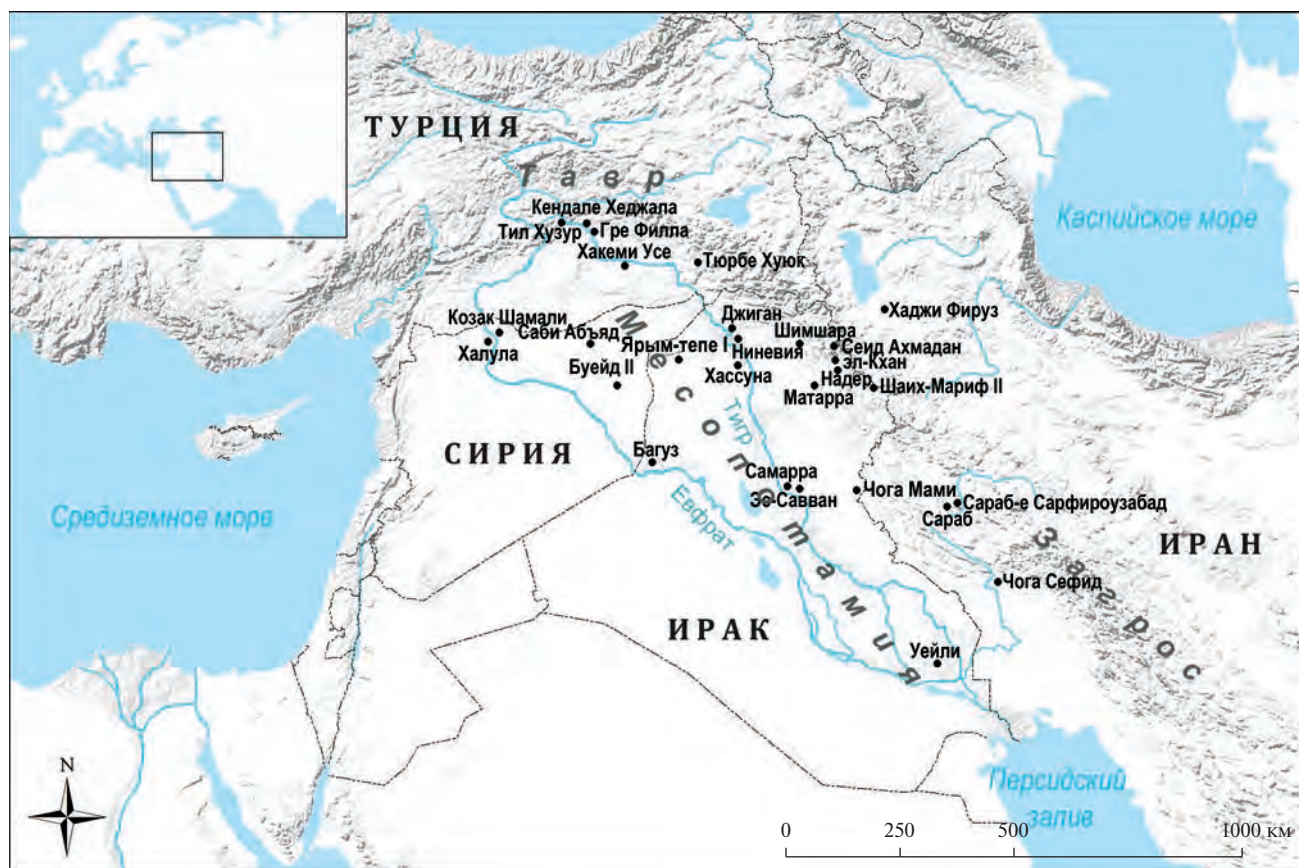 ТУРЦИЯ
Тавр
Каспийское море
Кендале Хеджала
Тил Хузур
Гре Филла
Хакеми Усе
Тюрбе Хуюк
Хаджи Фируз
Козак Шамали
Саби Абъяд
Халула
Ярым-тепе I
Буейд II
Джиган
Ниневия
Хассуна
Шимшара
Сеид Ахмадан
эл-Кхан
Надер
Матарра
Шаих-Мариф II
Месопотамия
Тигр
СИРИЯ
Багуз
Самарра
Эс-Савван
Чога Мами
Сараб-е Сарфироузабад
Сараб
Средиземное море
Евфрат
Загрос
ИРАН
Чога Сефид
ИРАК
Уейли
N
Персидский
залив
0 250 500 1000 км